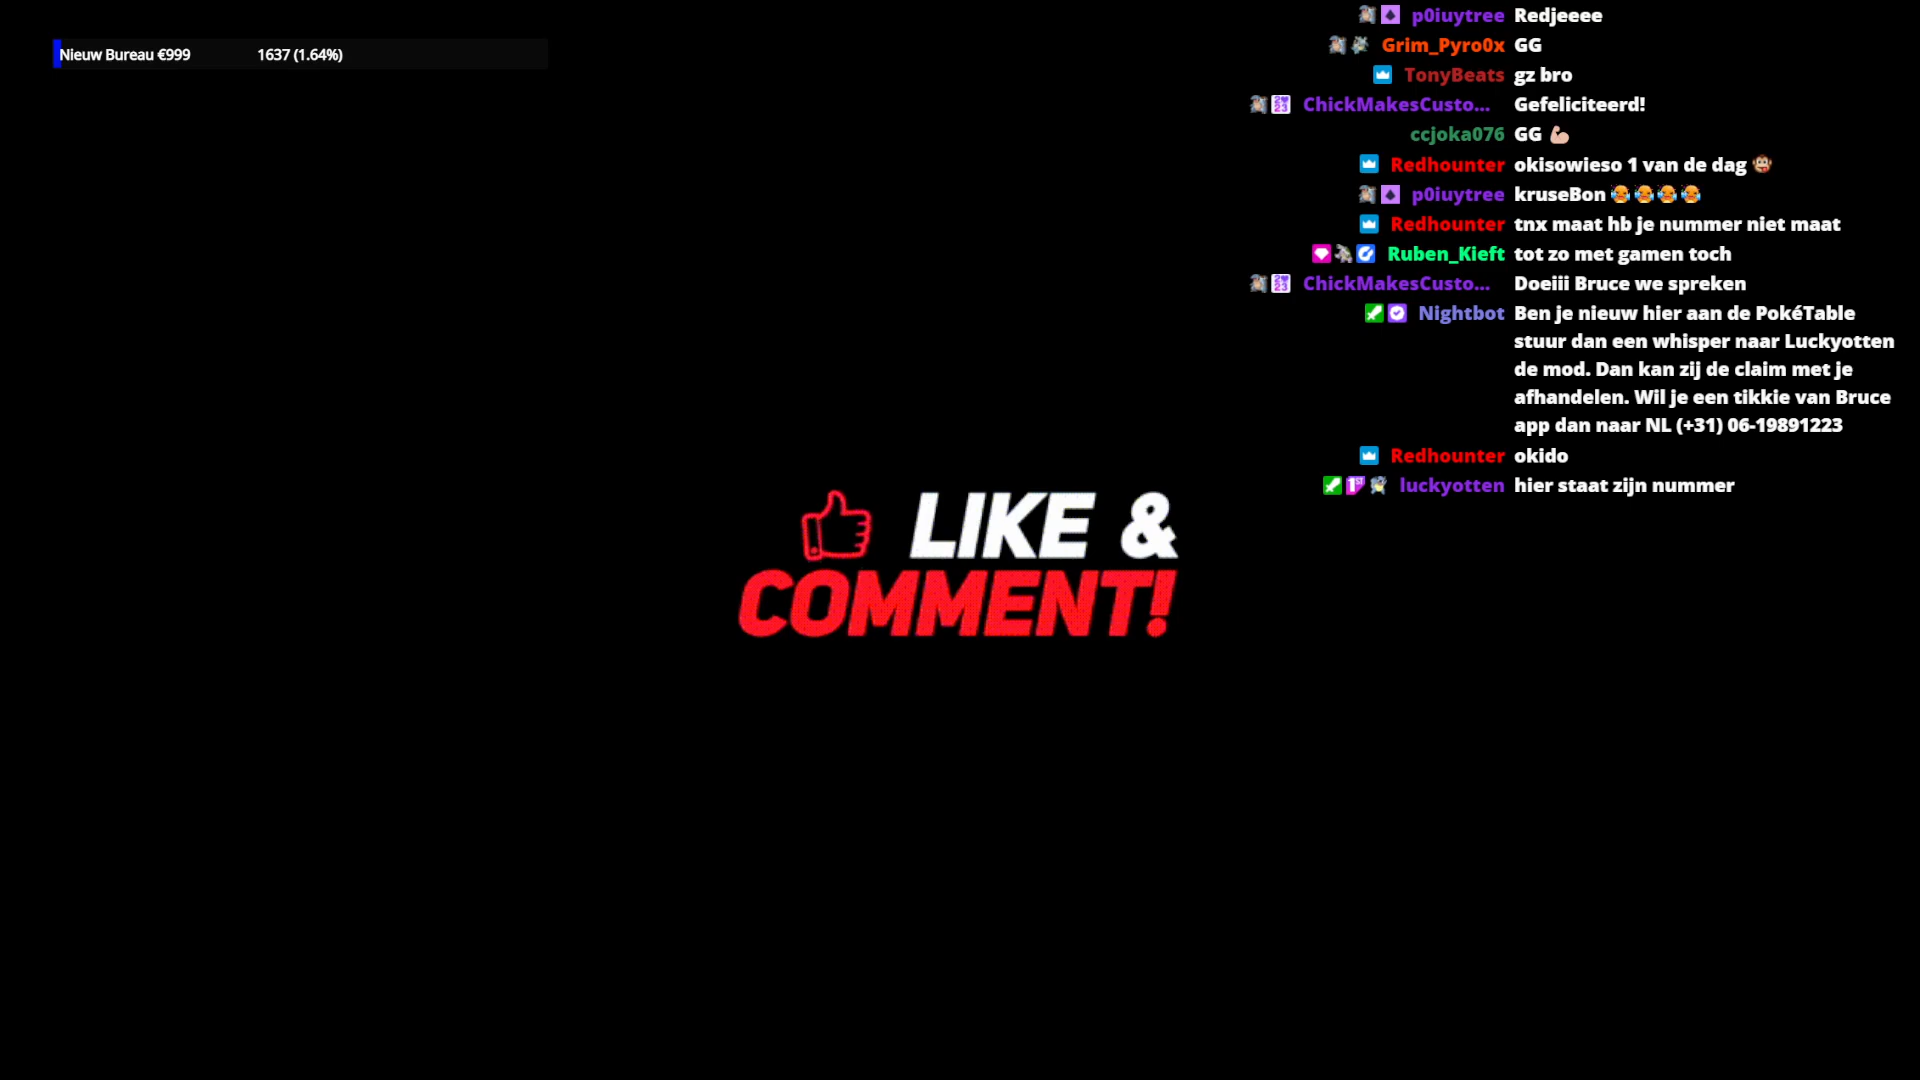 Nieuw Bureau €999 1637 (1.64%)
p0iuytree Redjeeee
Grim_Pyro0x GG
TonyBeats gz bro
ChickMakesCusto... Gefeliciteerd!
ccjoka076 GG 💪🏼
Redhounter okisowieso 1 van de dag 🐵
p0iuytree kruseBon 😹😹😹😹
Redhounter tnx maat hb je nummer niet maat
Ruben_Kieft tot zo met gamen toch
ChickMakesCusto... Doeiii Bruce we spreken
Nightbot Ben je nieuw hier aan de PokéTable
stuur dan een whisper naar Luckyotten
de mod. Dan kan zij de claim met je
afhandelen. Wil je een tikkie van Bruce
app dan naar NL (+31) 06-19891223
Redhounter okido
luckyotten hier staat zijn nummer
LIKE &
COMMENT!